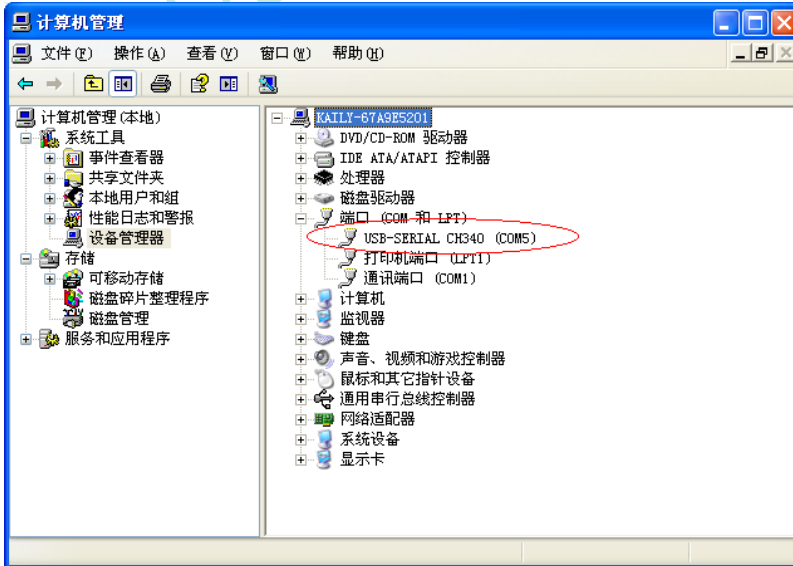 计算机管理
文件(F) 操作(A) 查看(V) 窗口(W) 帮助(H)
计算机管理(本地)
系统工具
事件查看器
共享文件夹
本地用户和组
性能日志和警报
设备管理器
存储
可移动存储
磁盘碎片整理程序
磁盘管理
服务和应用程序
KAILY-67A9E5201
DVD/CD-ROM 驱动器
IDE ATA/ATAPI 控制器
处理器
磁盘驱动器
端口 (COM 和 LPT)
USB-SERIAL CH340 (COM5)
打印机端口 (LPT1)
通讯端口 (COM1)
计算机
监视器
键盘
声音、视频和游戏控制器
鼠标和其它指针设备
通用串行总线控制器
网络适配器
系统设备
显示卡